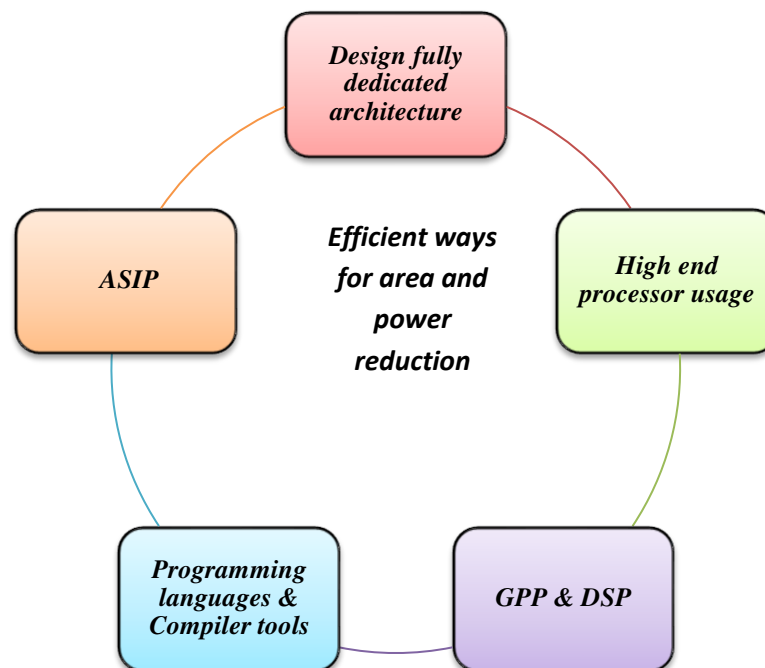 Design fully
dedicated
architecture
High end
processor usage
GPP & DSP
Programming
languages &
Compiler tools
ASIP
Efficient ways
for area and
power
reduction